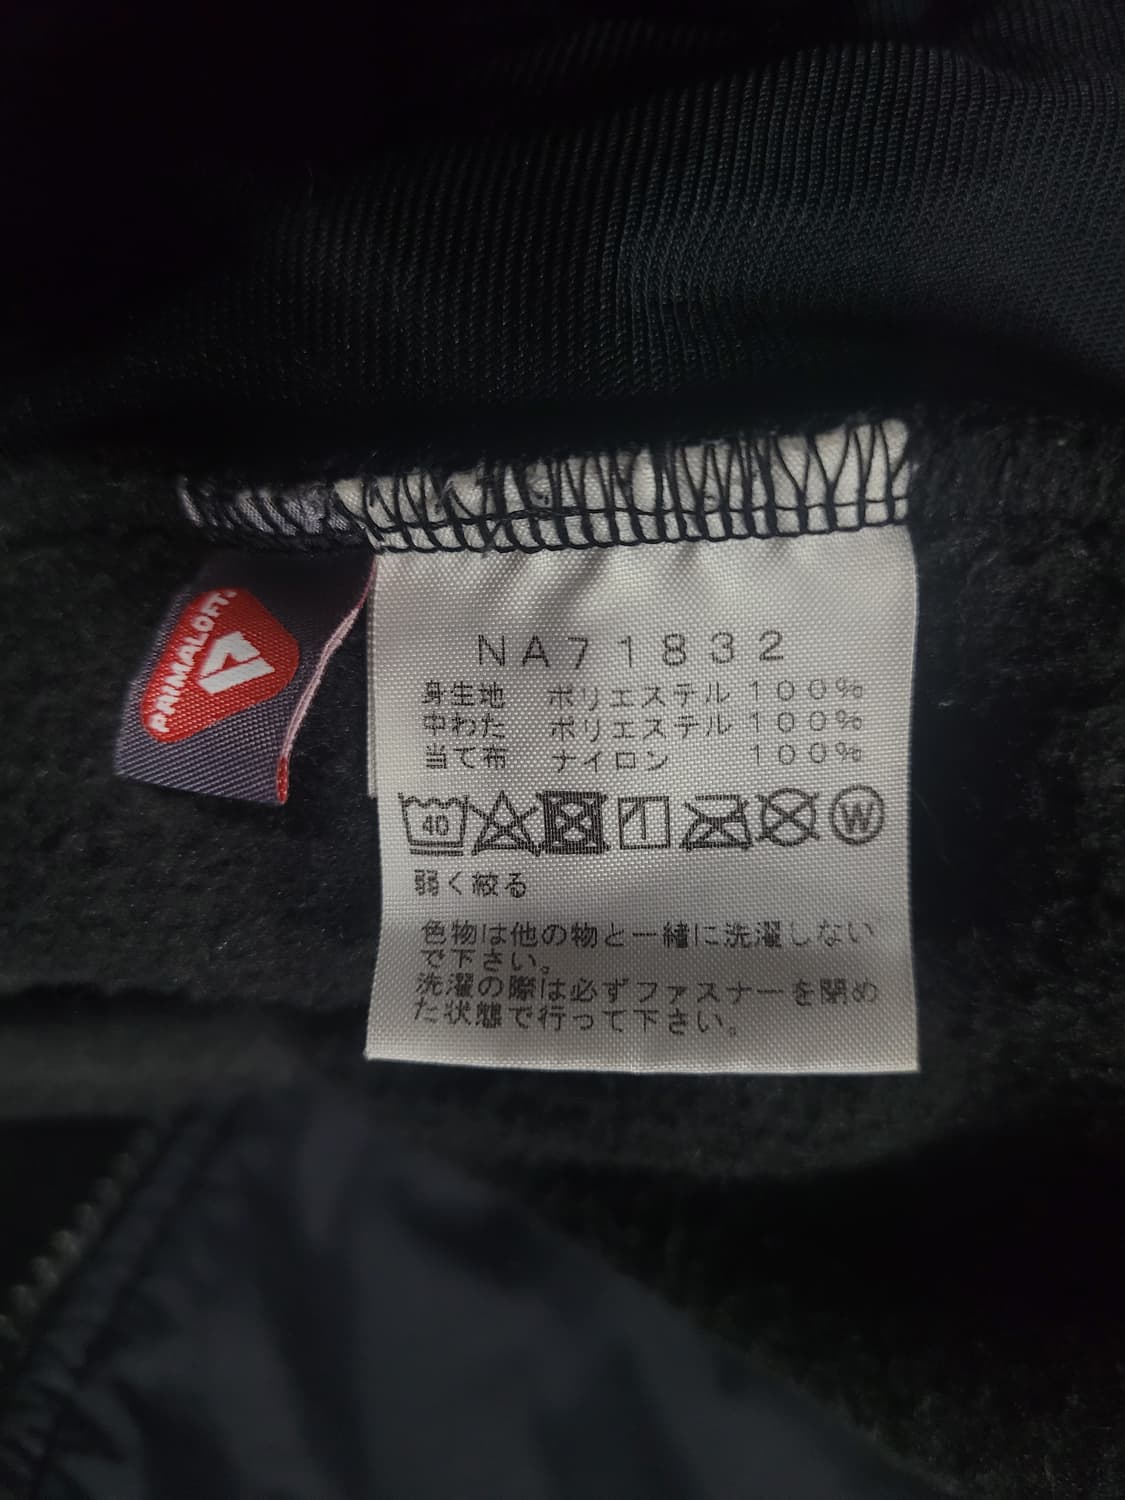 PRIMALOFT®
NA71832
身生地 ポリエステル 100%
中わた ポリエステル 100%
当て布 ナイロン 100%
40 W
弱く絞る
色物は他の物と一緒に洗濯しない
で下さい。
洗濯の際は必ずファスナーを閉め
た状態で行って下さい。